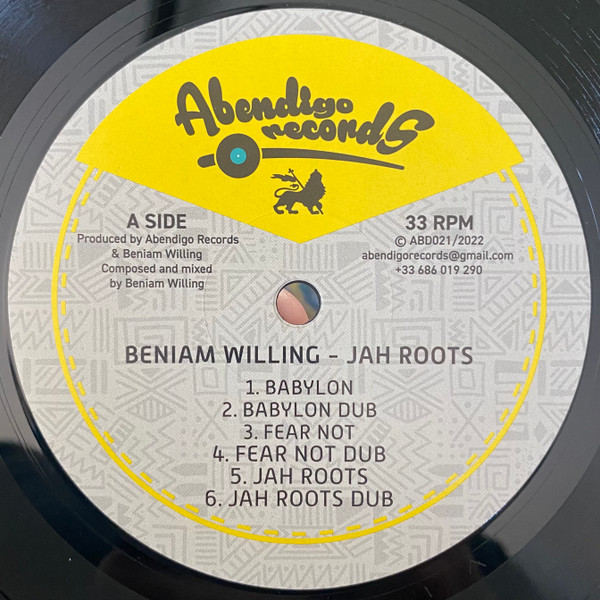 Abendigo
records
A SIDE
Produced by Abendigo Records
& Beniam Willing
Composed and mixed
by Beniam Willing
33 RPM
© ABD021/2022
abendigorecords@gmail.com
+33 686 019 290
BENIAM WILLING - JAH ROOTS
1. BABYLON
2. BABYLON DUB
3. FEAR NOT
4. FEAR NOT DUB
5. JAH ROOTS
6. JAH ROOTS DUB